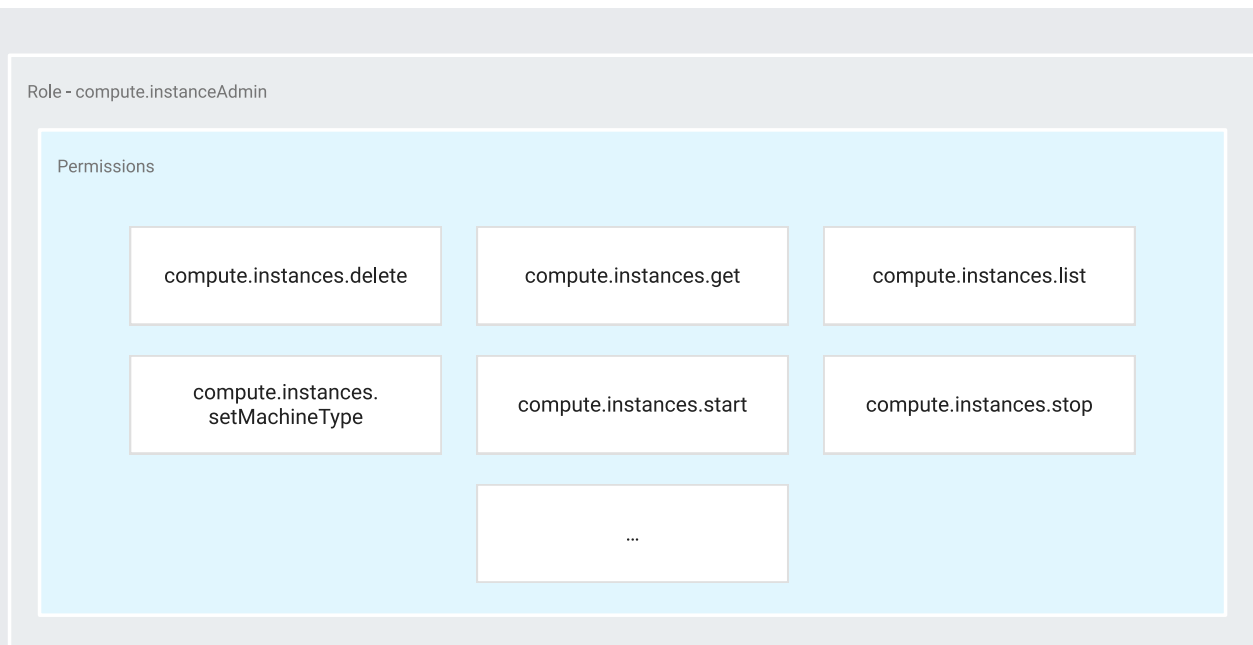 Role - compute.instanceAdmin
Permissions
compute.instances.delete
compute.instances.get
compute.instances.list
compute.instances.
setMachineType
compute.instances.start
compute.instances.stop
...